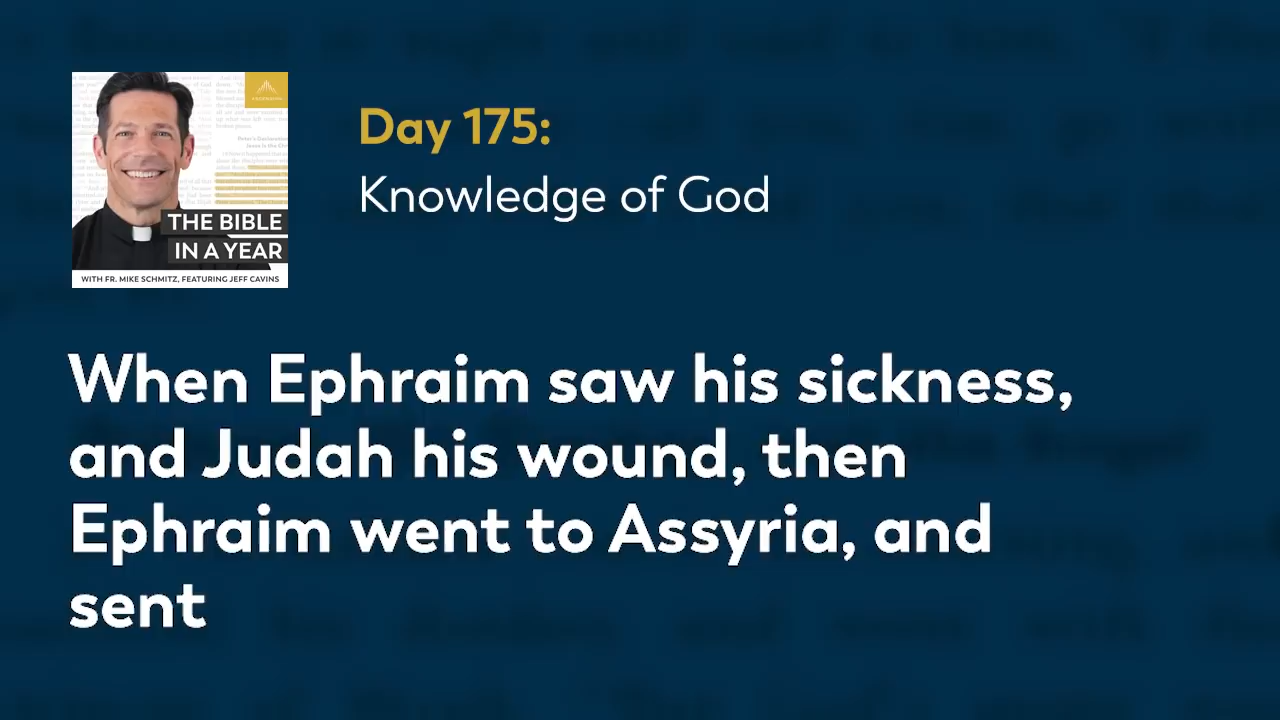 Day 175:
Knowledge of God
THE BIBLE
IN A YEAR
WITH FR. MIKE SCHMITZ, FEATURING JEFF CAVINS
When Ephraim saw his sickness,
and Judah his wound, then
Ephraim went to Assyria, and
sent